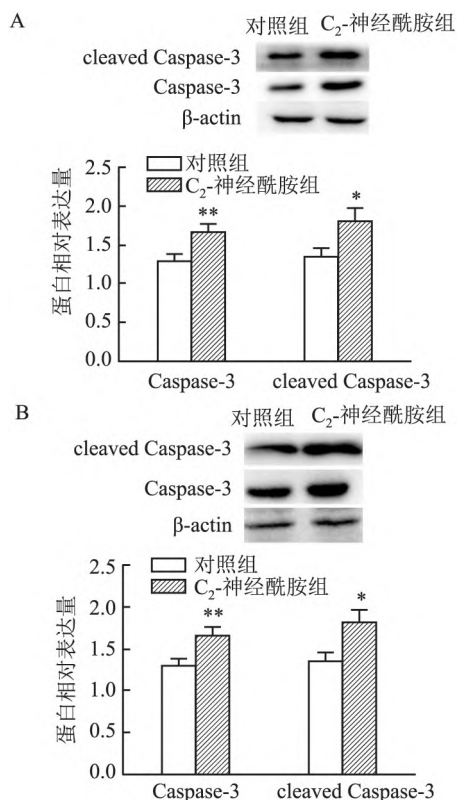 A
对照组 C₂-神经酰胺组
cleaved Caspase-3
Caspase-3
β-actin
对照组
C₂-神经酰胺组
蛋白相对表达量
2.5
2.0
1.5
1.0
0.5
0.0
**
*
Caspase-3 cleaved Caspase-3
B
对照组 C₂-神经酰胺组
cleaved Caspase-3
Caspase-3
β-actin
对照组
C₂-神经酰胺组
蛋白相对表达量
2.5
2.0
1.5
1.0
0.5
0.0
**
*
Caspase-3 cleaved Caspase-3